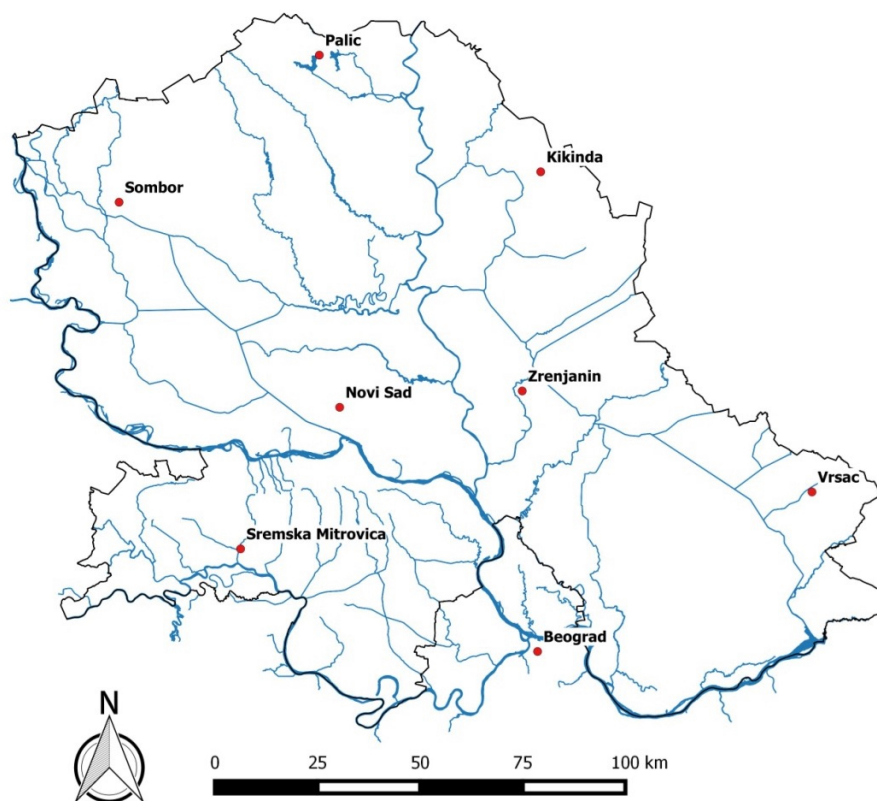 Palic
Kikinda
Sombor
Zrenjanin
Novi Sad
Vrsac
Sremska Mitrovica
Beograd
N
0 25 50 75 100 km